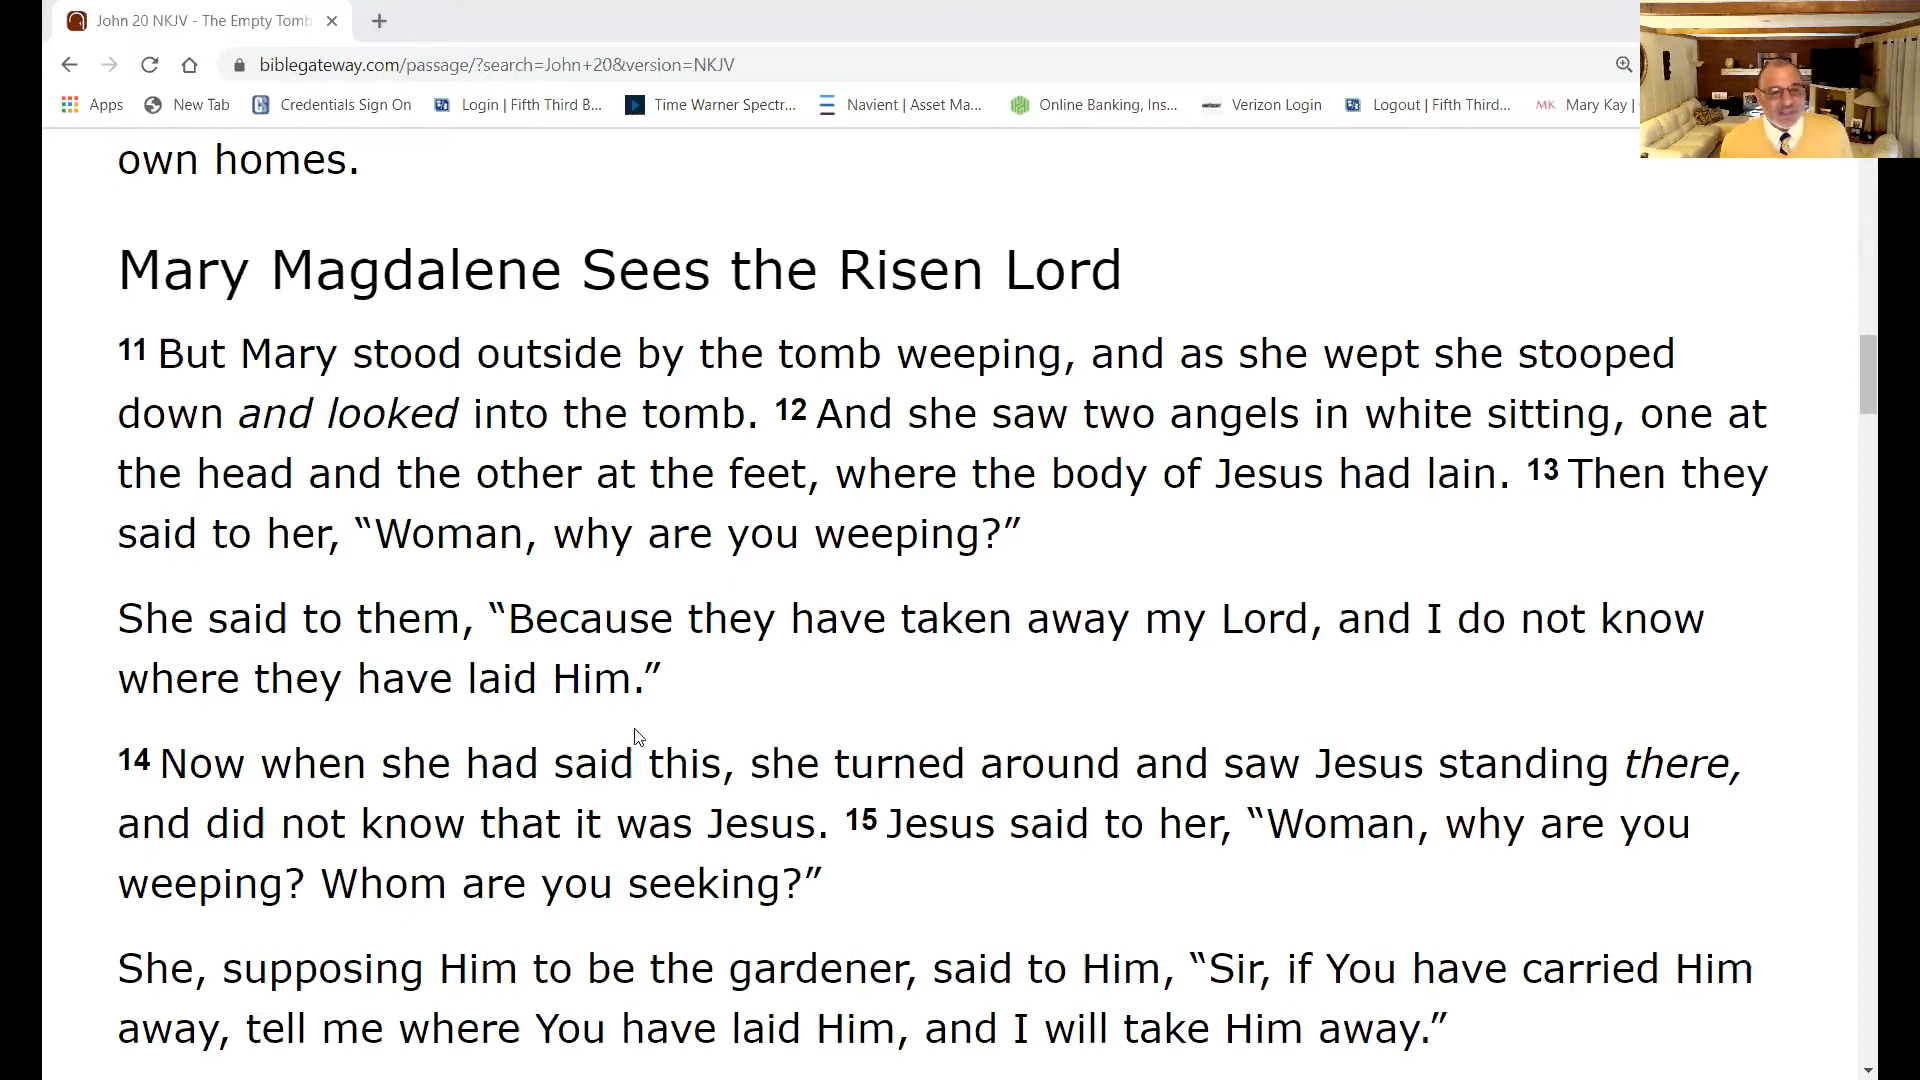 John 20 NKJV - The Empty Tomb
biblegateway.com/passage/?search=John+20&version=NKJV
Apps New Tab Credentials Sign On Login | Fifth Third B... Time Warner Spectr... Navient | Asset Ma... Online Banking, Ins... Verizon Login Logout | Fifth Third... MK Mary Kay |
own homes.
Mary Magdalene Sees the Risen Lord
11 But Mary stood outside by the tomb weeping, and as she wept she stooped
down and looked into the tomb. 12 And she saw two angels in white sitting, one at
the head and the other at the feet, where the body of Jesus had lain. 13 Then they
said to her, “Woman, why are you weeping?”
She said to them, “Because they have taken away my Lord, and I do not know
where they have laid Him.”
14 Now when she had said this, she turned around and saw Jesus standing there,
and did not know that it was Jesus. 15 Jesus said to her, “Woman, why are you
weeping? Whom are you seeking?”
She, supposing Him to be the gardener, said to Him, “Sir, if You have carried Him
away, tell me where You have laid Him, and I will take Him away.”